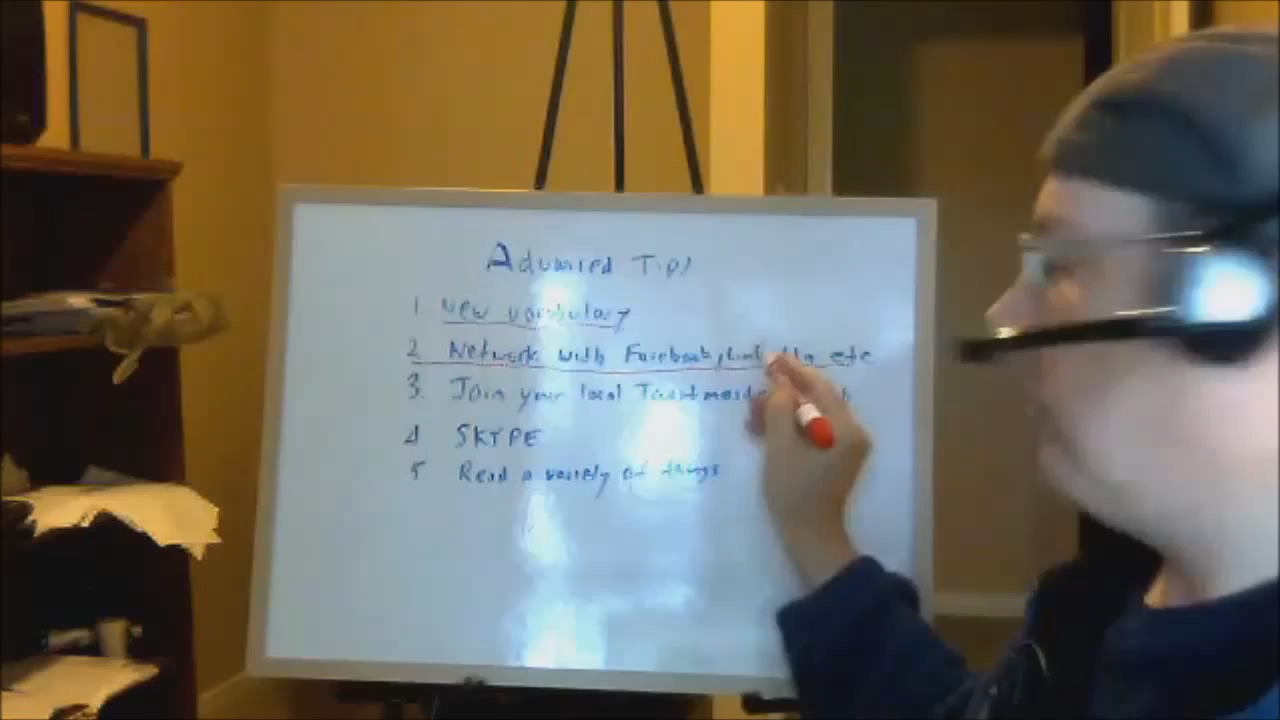 Advanced Tips
1. New vocabulary
2 Network with Facebook, etc
3. Join your local
4 SKYPE
5 Read a variety of things